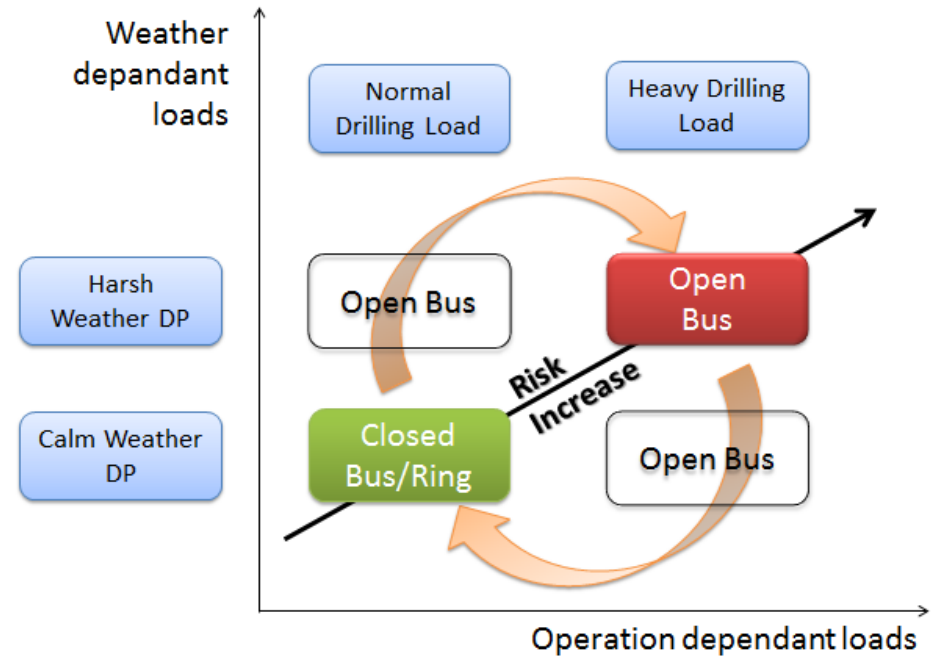 Weather
depandant
loads
Normal
Drilling Load
Heavy Drilling
Load
Harsh
Weather DP
Open Bus
Open
Bus
Risk
Increase
Calm Weather
DP
Closed
Bus/Ring
Open Bus
Operation dependant loads